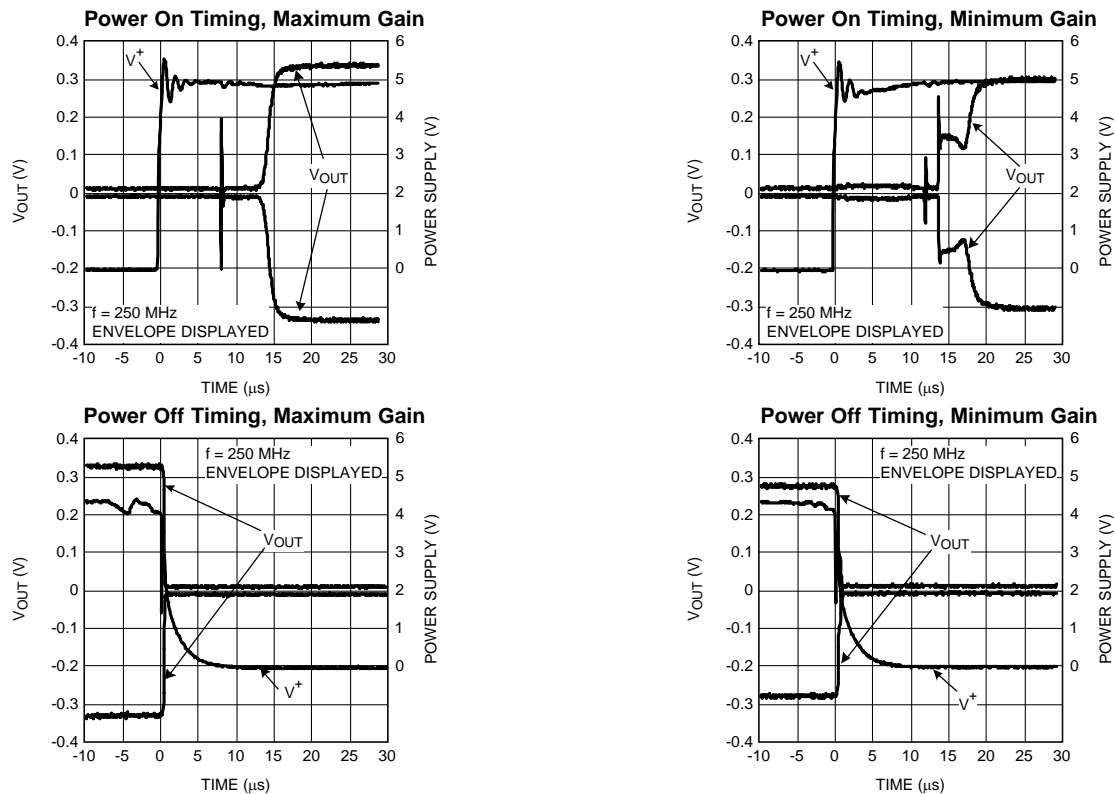 Power On Timing, Maximum Gain
0.4
0.3
0.2
0.1
0
-0.1
-0.2
-0.3
-0.4
VOUT (V)
V+
VOUT
f = 250 MHz
ENVELOPE DISPLAYED
6
5
4
3
2
1
0
POWER SUPPLY (V)
-10 -5 0 5 10 15 20 25 30
TIME (μs)
Power On Timing, Minimum Gain
0.4
0.3
0.2
0.1
0
-0.1
-0.2
-0.3
-0.4
VOUT (V)
V+
VOUT
f = 250 MHz
ENVELOPE DISPLAYED
6
5
4
3
2
1
0
POWER SUPPLY (V)
-10 -5 0 5 10 15 20 25 30
TIME (μs)
Power Off Timing, Maximum Gain
0.4
0.3
0.2
0.1
0
-0.1
-0.2
-0.3
-0.4
VOUT (V)
f = 250 MHz
ENVELOPE DISPLAYED
VOUT
V+
6
5
4
3
2
1
0
POWER SUPPLY (V)
-10 -5 0 5 10 15 20 25 30
TIME (μs)
Power Off Timing, Minimum Gain
0.4
0.3
0.2
0.1
0
-0.1
-0.2
-0.3
-0.4
VOUT (V)
f = 250 MHz
ENVELOPE DISPLAYED
VOUT
V+
6
5
4
3
2
1
0
POWER SUPPLY (V)
-10 -5 0 5 10 15 20 25 30
TIME (μs)